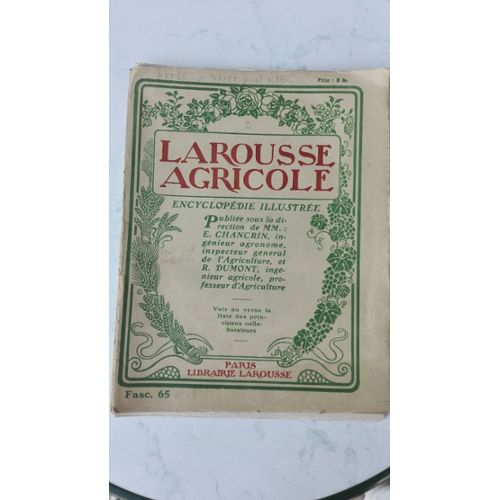 Prix : 3 fr.
2
LAROUSSE
AGRICOLE
ENCYCLOPÉDIE ILLUSTRÉE
Publiée sous la di-
rection de MM. :
E. CHANCRIN, in-
génieur agronome,
inspecteur général
de l'Agriculture, et
R. DUMONT, ingé-
nieur agricole, pro-
fesseur d'Agriculture
Voir au verso la
liste des prin-
cipaux colla-
borateurs
PARIS
LIBRAIRIE LAROUSSE
Fasc. 65